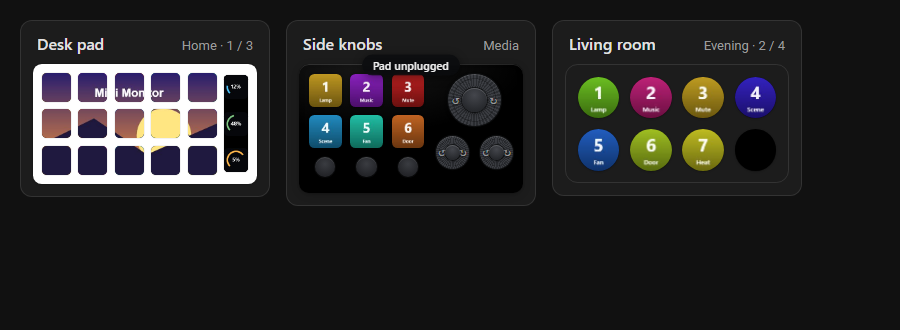 Desk pad
Home · 1 / 3
12%
48%
5%
Side knobs
Media
Pad unplugged
1
Lamp
2
Music
3
Mute
4
Scene
5
Fan
6
Door
Living room
Evening · 2 / 4
1
Lamp
2
Music
3
Mute
4
Scene
5
Fan
6
Door
7
Heat